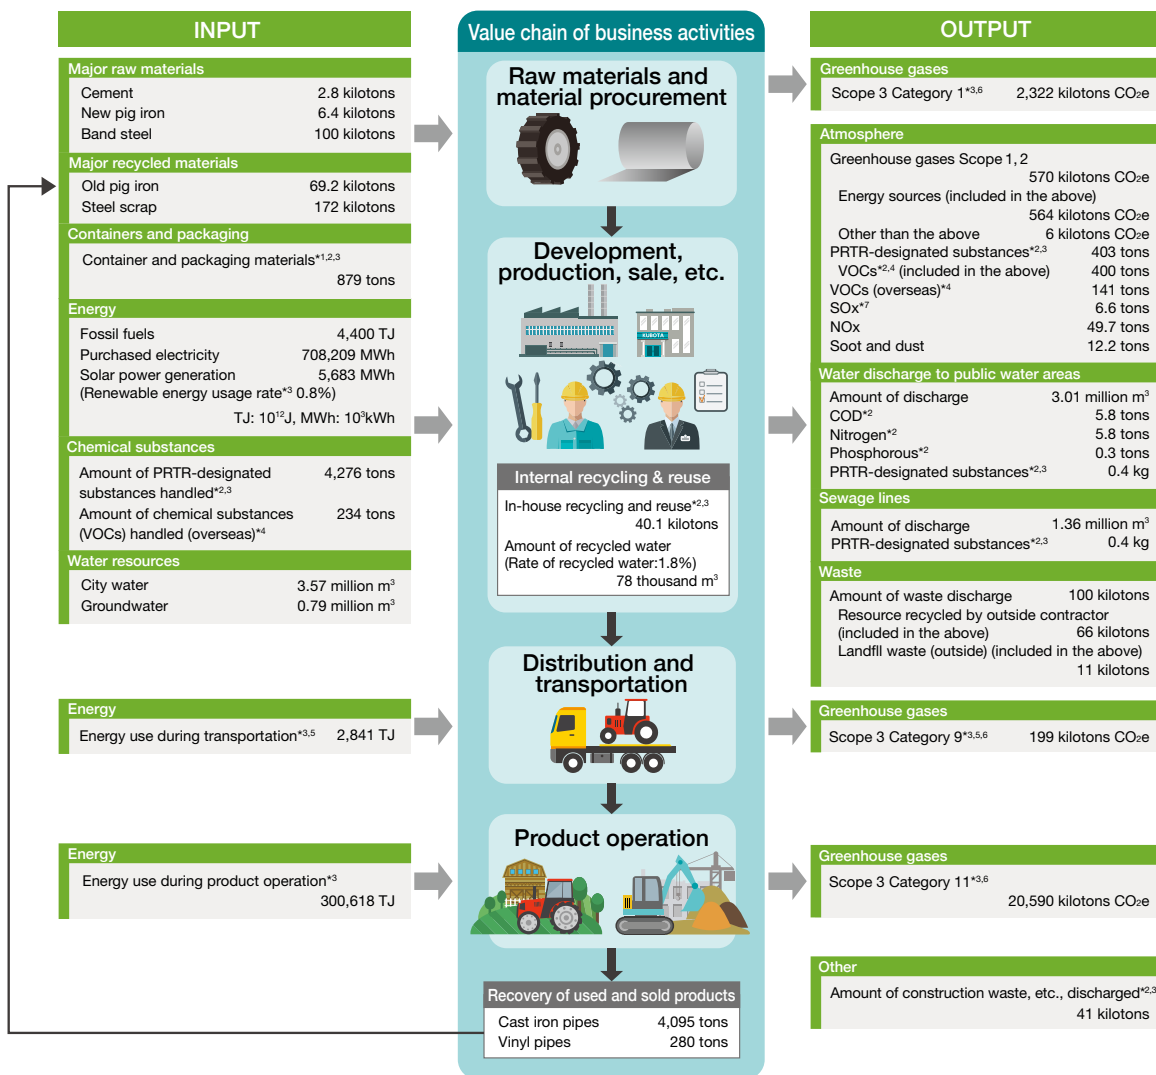 INPUT
Major raw materials
Cement 2.8 kilotons
New pig iron 6.4 kilotons
Band steel 100 kilotons
Major recycled materials
Old pig iron 69.2 kilotons
Steel scrap 172 kilotons
Containers and packaging
Container and packaging materials*1,2,3
879 tons
Energy
Fossil fuels 4,400 TJ
Purchased electricity 708,209 MWh
Solar power generation 5,683 MWh
(Renewable energy usage rate*3 0.8%)
TJ: 10¹²J, MWh: 10³kWh
Chemical substances
Amount of PRTR-designated 4,276 tons
substances handled*2,3
Amount of chemical substances 234 tons
(VOCs) handled (overseas)*4
Water resources
City water 3.57 million m³
Groundwater 0.79 million m³
Energy
Energy use during transportation*3,5 2,841 TJ
Energy
Energy use during product operation*3
300,618 TJ
Value chain of business activities
Raw materials and
material procurement
Development,
production, sale, etc.
KUBOTA
Internal recycling & reuse
In-house recycling and reuse*2,3
40.1 kilotons
Amount of recycled water
(Rate of recycled water:1.8%)
78 thousand m³
Distribution and
transportation
Product operation
Recovery of used and sold products
Cast iron pipes 4,095 tons
Vinyl pipes 280 tons
OUTPUT
Greenhouse gases
Scope 3 Category 1*3,6 2,322 kilotons CO₂e
Atmosphere
Greenhouse gases Scope 1, 2
570 kilotons CO₂e
Energy sources (included in the above)
564 kilotons CO₂e
Other than the above 6 kilotons CO₂e
PRTR-designated substances*2,3 403 tons
VOCs*2,4 (included in the above) 400 tons
VOCs (overseas)*4 141 tons
SOx*7 6.6 tons
NOx 49.7 tons
Soot and dust 12.2 tons
Water discharge to public water areas
Amount of discharge 3.01 million m³
COD*2 5.8 tons
Nitrogen*2 5.8 tons
Phosphorous*2 0.3 tons
PRTR-designated substances*2,3 0.4 kg
Sewage lines
Amount of discharge 1.36 million m³
PRTR-designated substances*2,3 0.4 kg
Waste
Amount of waste discharge 100 kilotons
Resource recycled by outside contractor
(included in the above) 66 kilotons
Landfll waste (outside) (included in the above)
11 kilotons
Greenhouse gases
Scope 3 Category 9*3,5,6 199 kilotons CO₂e
Greenhouse gases
Scope 3 Category 11*3,6
20,590 kilotons CO₂e
Other
Amount of construction waste, etc., discharged*2,3
41 kilotons